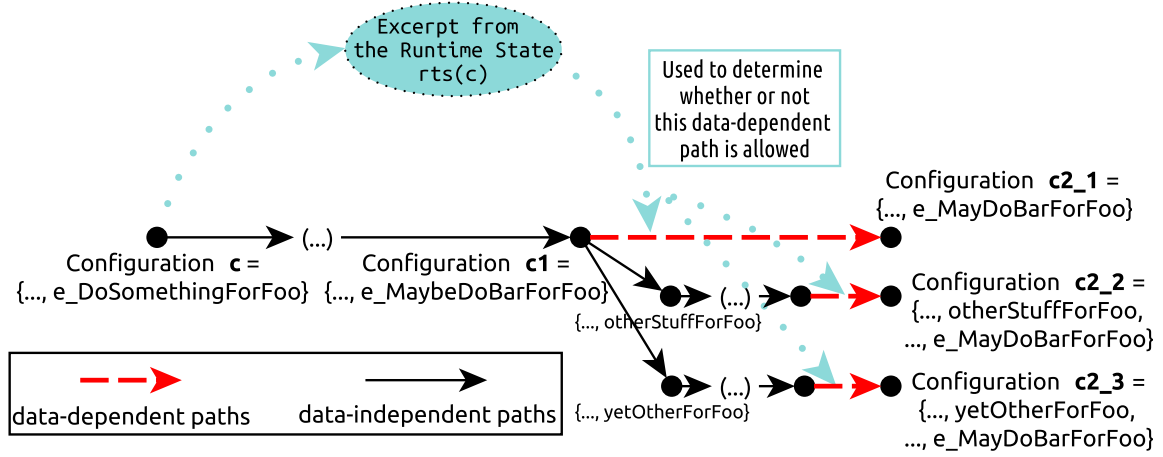 Excerpt from
the Runtime State
rts(c)
Used to determine
whether or not
this data-dependent
path is allowed
Configuration c2_1 =
{..., e_MayDoBarForFoo}
(...)
Configuration c =
{..., e_DoSomethingForFoo}
Configuration c1 =
{..., e_MaybeDoBarForFoo}
(...)
{..., otherStuffForFoo}
Configuration c2_2 =
{..., otherStuffForFoo,
..., e_MayDoBarForFoo}
(...)
{..., yetOtherForFoo}
Configuration c2_3 =
{..., yetOtherForFoo,
..., e_MayDoBarForFoo}
data-dependent paths
data-independent paths